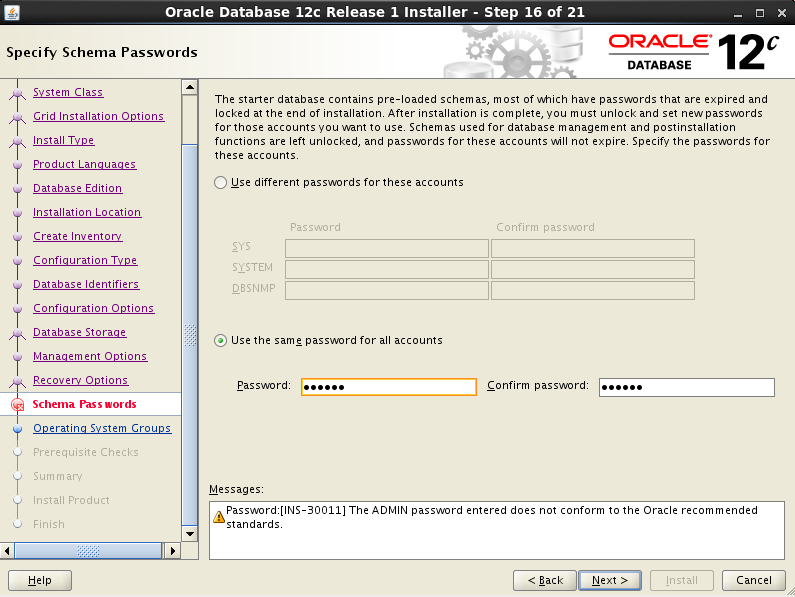 Oracle Database 12c Release 1 Installer - Step 16 of 21
Specify Schema Passwords
ORACLE
DATABASE
12c
System Class
Grid Installation Options
Install Type
Product Languages
Database Edition
Installation Location
Create Inventory
Configuration Type
Database Identifiers
Configuration Options
Database Storage
Management Options
Recovery Options
Schema Passwords
Operating System Groups
Prerequisite Checks
Summary
Install Product
Finish
The starter database contains pre-loaded schemas, most of which have passwords that are expired and
locked at the end of installation. After installation is complete, you must unlock and set new passwords
for those accounts you want to use. Schemas used for database management and postinstallation
functions are left unlocked, and passwords for these accounts will not expire. Specify the passwords for
these accounts.
Use different passwords for these accounts
Password Confirm password
SYS
SYSTEM
DBSNMP
Use the same password for all accounts
Password: •••••• Confirm password: ••••••
Messages:
Password:[INS-30011] The ADMIN password entered does not conform to the Oracle recommended
standards.
Help < Back Next > Install Cancel